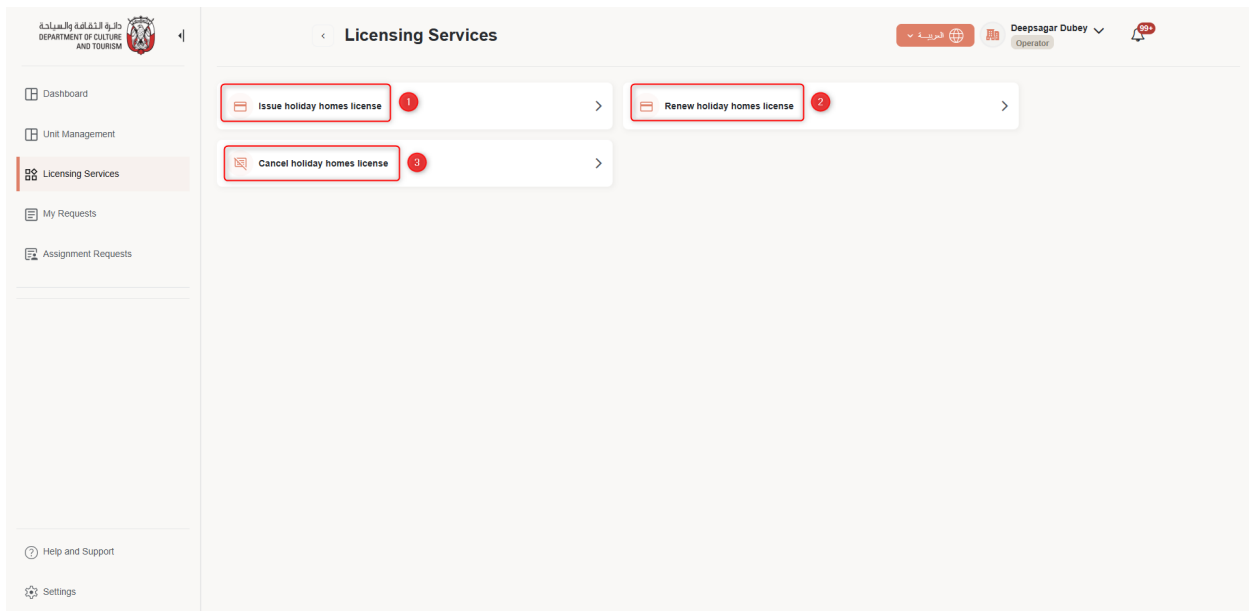 دائرة الثقافة والسياحة
DEPARTMENT OF CULTURE
AND TOURISM
Licensing Services
العربية
Deepsagar Dubey
Operator
99+
Dashboard
Unit Management
Licensing Services
My Requests
Assignment Requests
Issue holiday homes license
1
Renew holiday homes license
2
Cancel holiday homes license
3
Help and Support
Settings